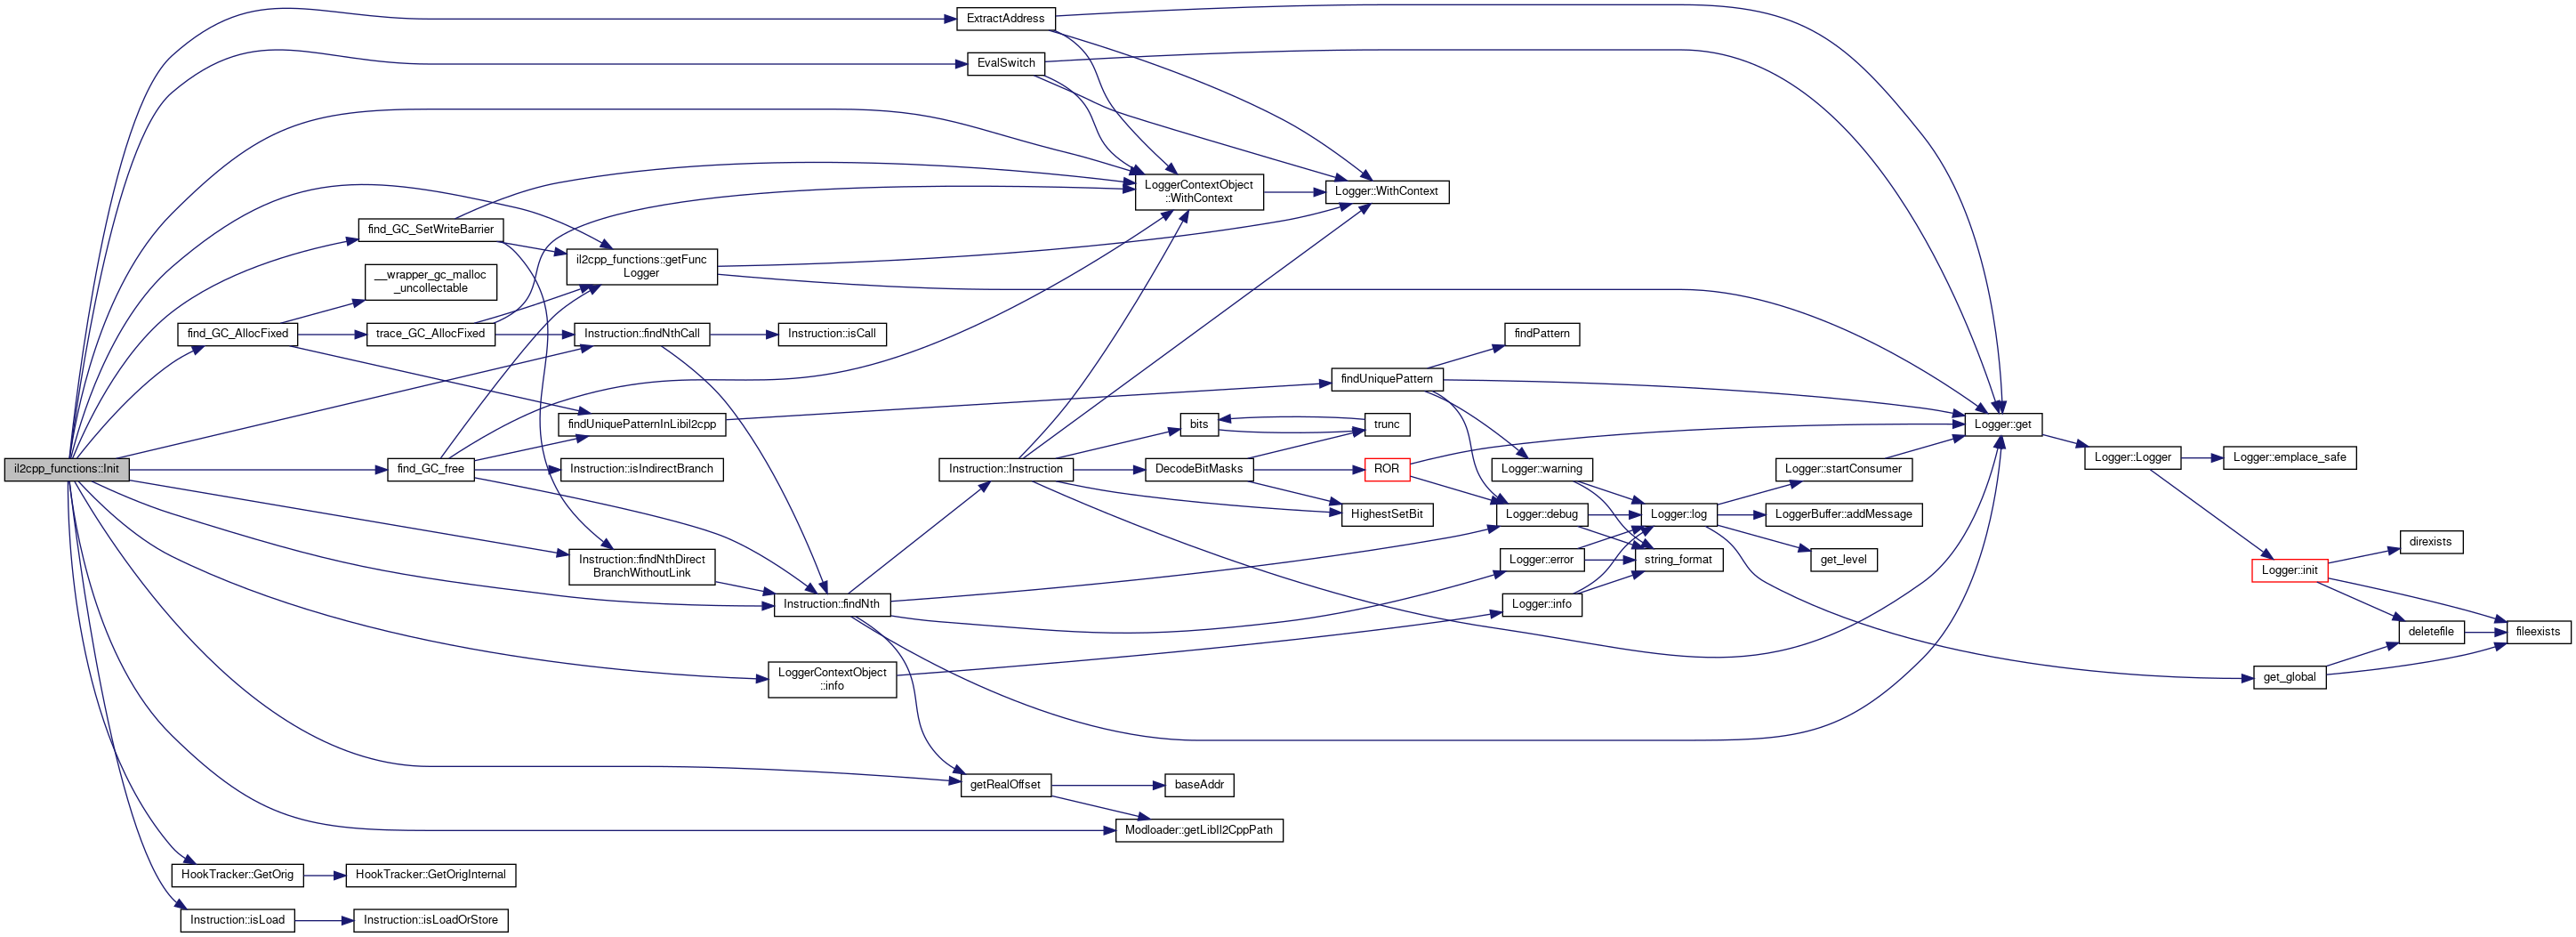 il2cpp_functions::Init
ExtractAddress
EvalSwitch
LoggerContextObject
::WithContext
Logger::WithContext
find_GC_SetWriteBarrier
il2cpp_functions::getFunc
Logger
__wrapper_gc_malloc
_uncollectable
find_GC_AllocFixed
trace_GC_AllocFixed
Instruction::findNthCall
Instruction::isCall
findPattern
findUniquePattern
findUniquePatternInLibil2cpp
bits
trunc
Logger::get
Logger::Logger
Logger::emplace_safe
find_GC_free
Instruction::isIndirectBranch
Instruction::Instruction
DecodeBitMasks
ROR
Logger::warning
Logger::startConsumer
HighestSetBit
Logger::debug
Logger::log
LoggerBuffer::addMessage
Instruction::findNthDirect
BranchWithoutLink
Logger::error
string_format
get_level
direxists
Logger::init
Instruction::findNth
Logger::info
deletefile
fileexists
LoggerContextObject
::info
get_global
getRealOffset
baseAddr
Modloader::getLibIl2CppPath
HookTracker::GetOrig
HookTracker::GetOrigInternal
Instruction::isLoad
Instruction::isLoadOrStore